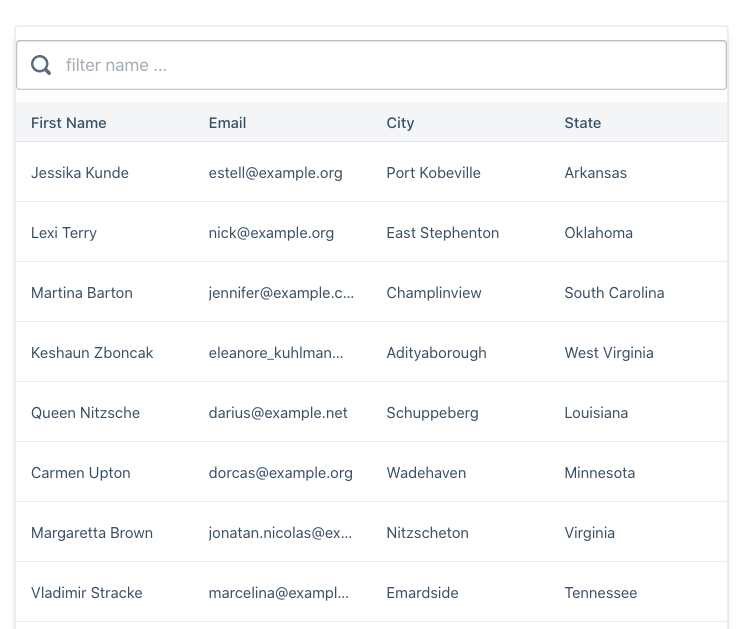 filter name ...
First Name Email City State
Jessika Kunde estell@example.org Port Kobeville Arkansas
Lexi Terry nick@example.org East Stephenton Oklahoma
Martina Barton jennifer@example.c... Champlinview South Carolina
Keshaun Zboncak eleanore_kuhlman... Adityaborough West Virginia
Queen Nitzsche darius@example.net Schuppeberg Louisiana
Carmen Upton dorcas@example.org Wadehaven Minnesota
Margaretta Brown jonatan.nicolas@ex... Nitzscheton Virginia
Vladimir Stracke marcelina@exampl... Emardside Tennessee